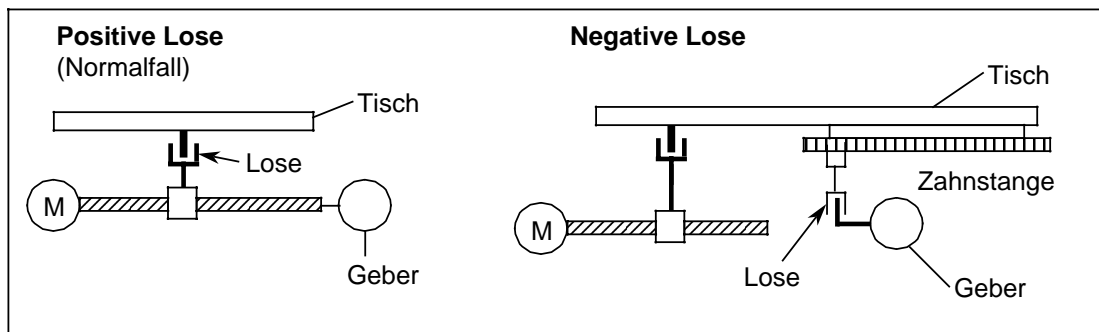 Positive Lose
(Normalfall)
Tisch
Lose
M
Geber
Negative Lose
Tisch
Zahnstange
M
Lose
Geber